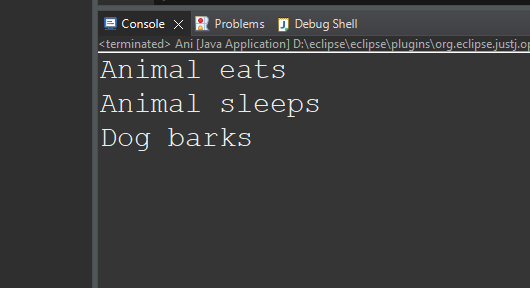 Console Problems Debug Shell
<terminated> Ani [Java Application] D:\eclipse\eclipse\plugins\org.eclipse.justj.op
Animal eats
Animal sleeps
Dog barks